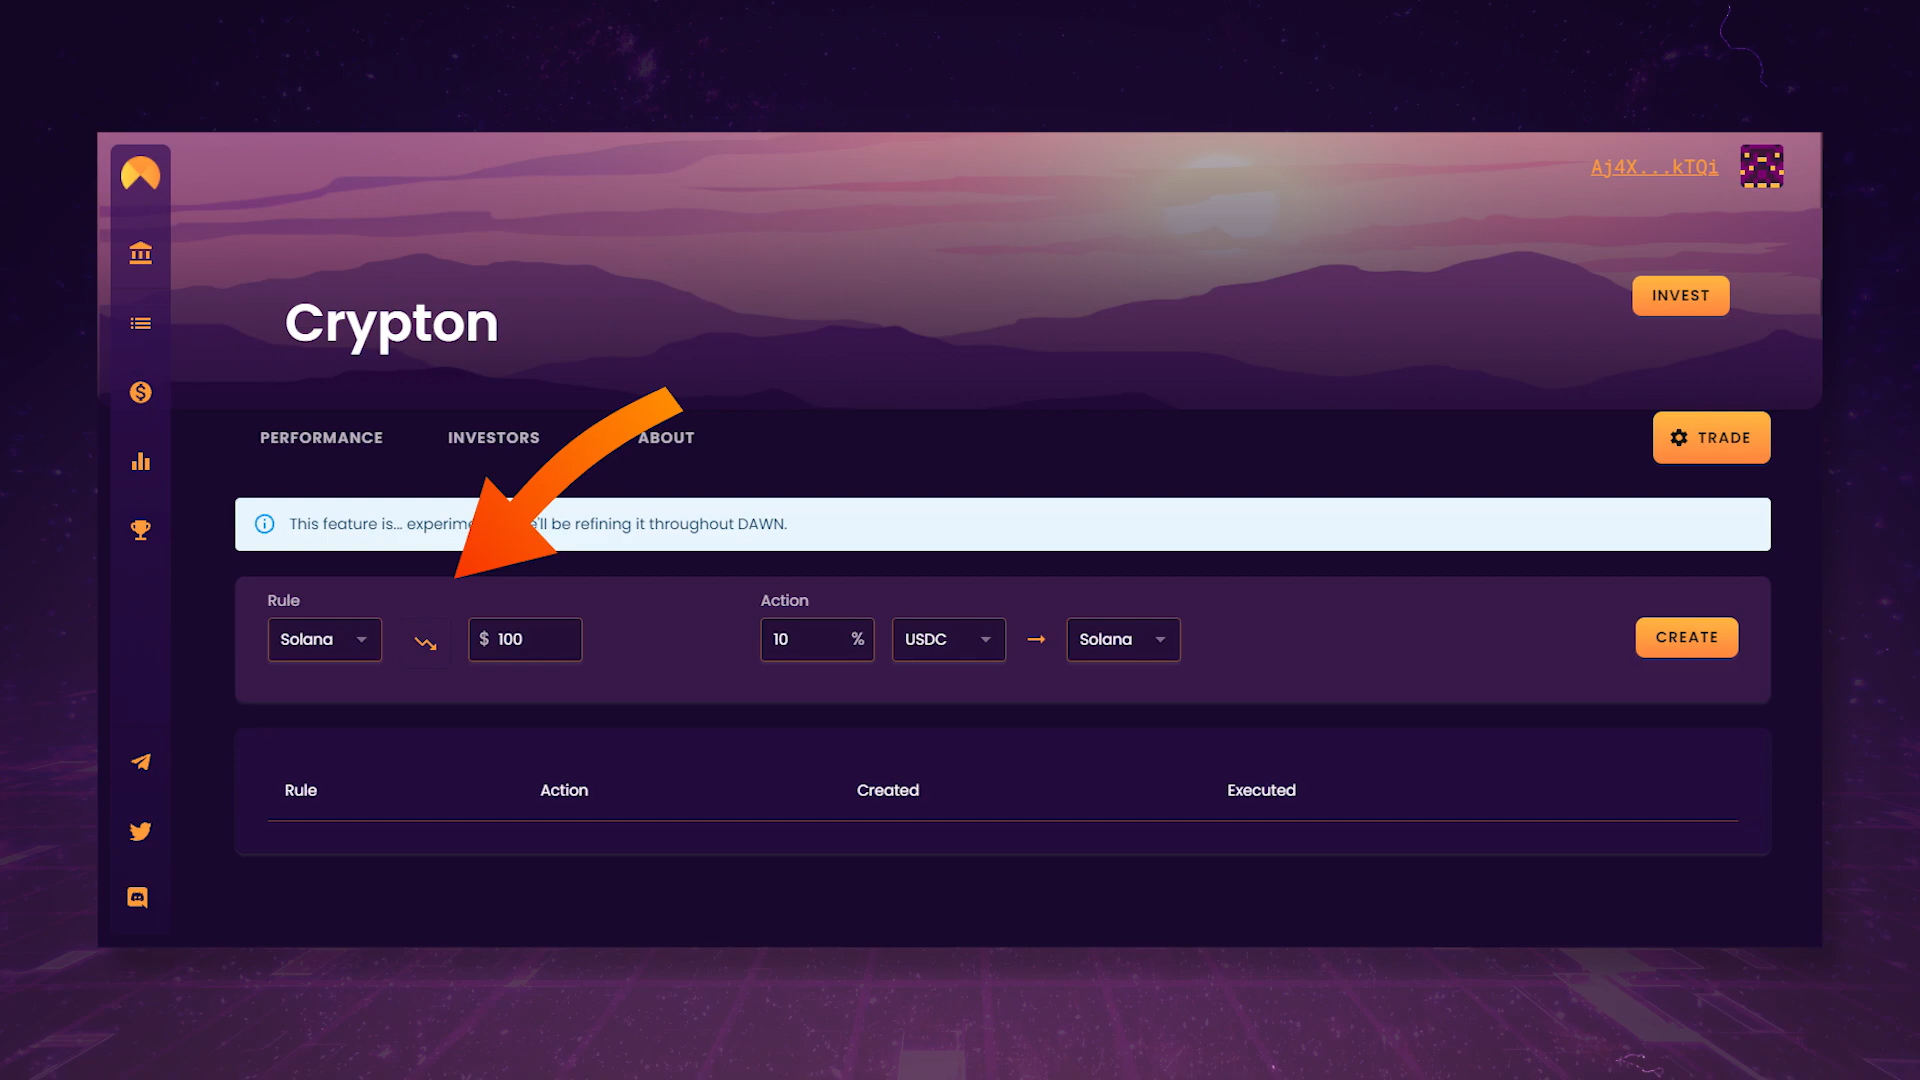 Aj4X...kTQi
INVEST
Crypton
PERFORMANCE INVESTORS ABOUT
TRADE
This feature is... experime 'll be refining it throughout DAWN.
Rule Action
Solana $ 100 10 % USDC Solana
CREATE
Rule Action Created Executed